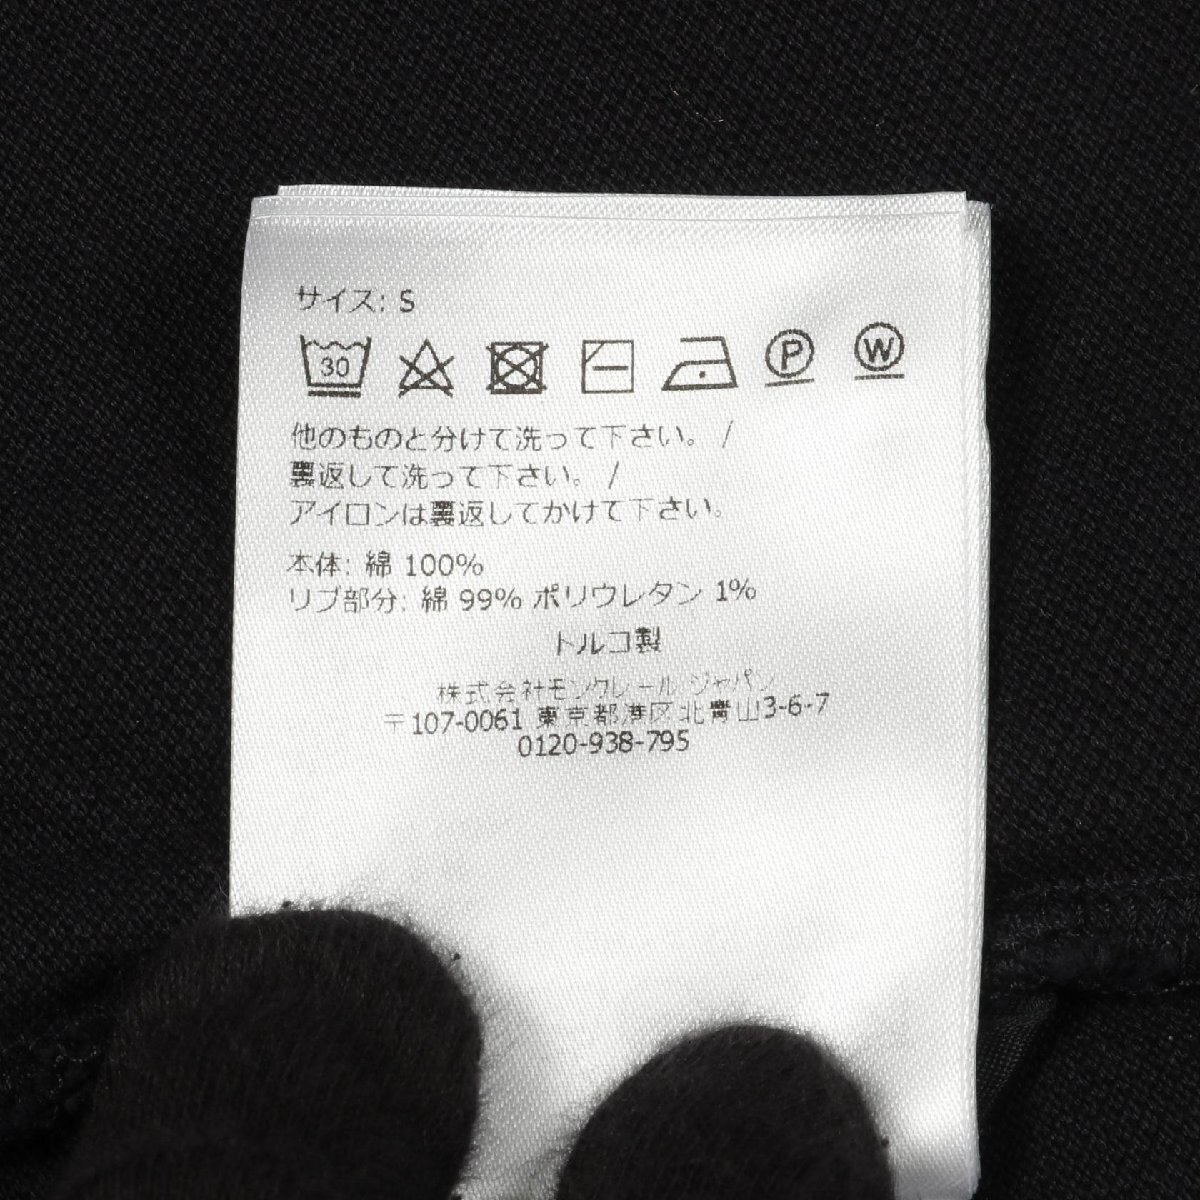 サイズ: S
30 P W
他のものと分けて洗って下さい。 /
裏返して洗って下さい。 /
アイロンは裏返してかけて下さい。
本体: 綿 100%
リブ部分: 綿 99% ポリウレタン 1%
トルコ製
株式会社モンクレール ジャパン
〒107-0061 東京都港区北青山3-6-7
0120-938-795